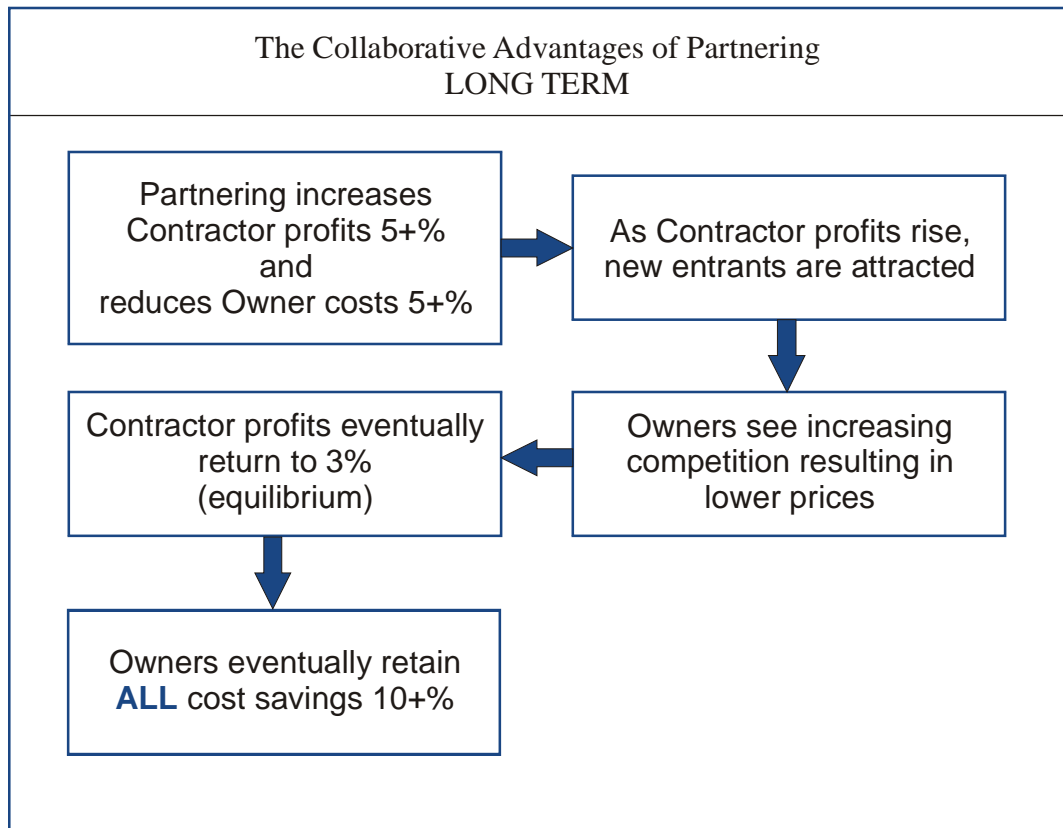 The Collaborative Advantages of Partnering
LONG TERM
Partnering increases
Contractor profits 5+%
and
reduces Owner costs 5+%
As Contractor profits rise,
new entrants are attracted
Owners see increasing
competition resulting in
lower prices
Contractor profits eventually
return to 3%
(equilibrium)
Owners eventually retain
ALL cost savings 10+%